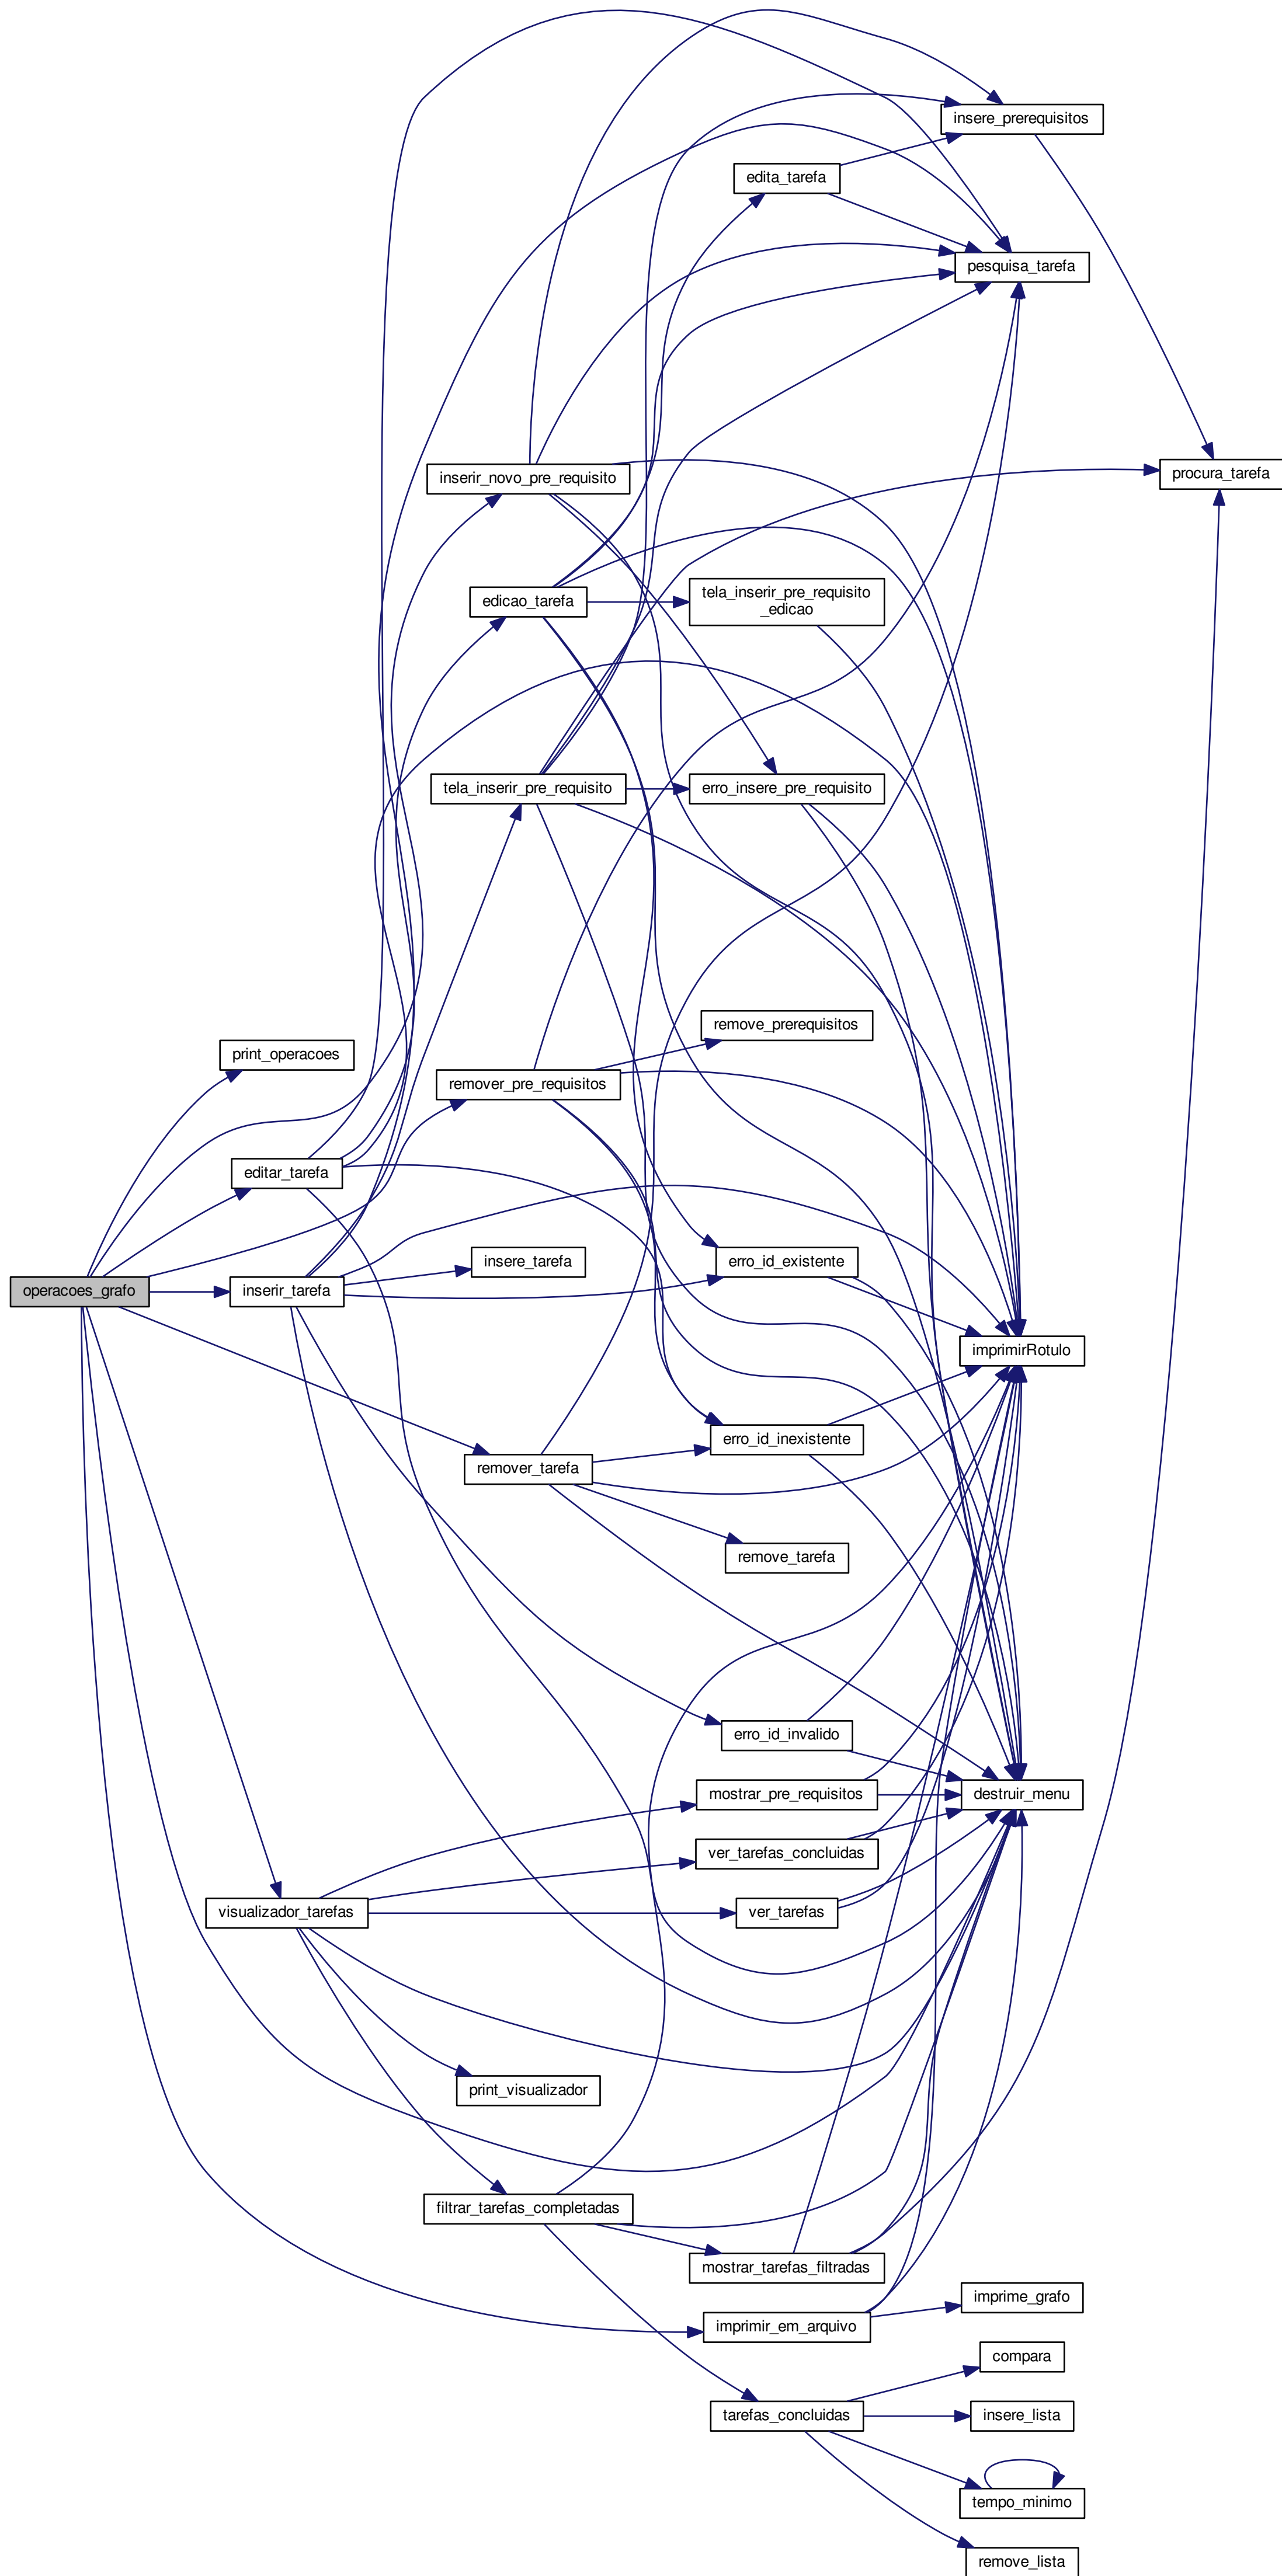 insere_prerequisitos
edita_tarefa
pesquisa_tarefa
inserir_novo_pre_requisito
procura_tarefa
edicao_tarefa
tela_inserir_pre_requisito
_edicao
tela_inserir_pre_requisito
erro_insere_pre_requisito
remove_prerequisitos
print_operacoes
remover_pre_requisitos
editar_tarefa
insere_tarefa
erro_id_existente
operacoes_grafo
inserir_tarefa
imprimirRotulo
erro_id_inexistente
remover_tarefa
remove_tarefa
erro_id_invalido
mostrar_pre_requisitos
destruir_menu
ver_tarefas_concluidas
visualizador_tarefas
ver_tarefas
print_visualizador
filtrar_tarefas_completadas
mostrar_tarefas_filtradas
imprime_grafo
imprimir_em_arquivo
compara
tarefas_concluidas
insere_lista
tempo_minimo
remove_lista